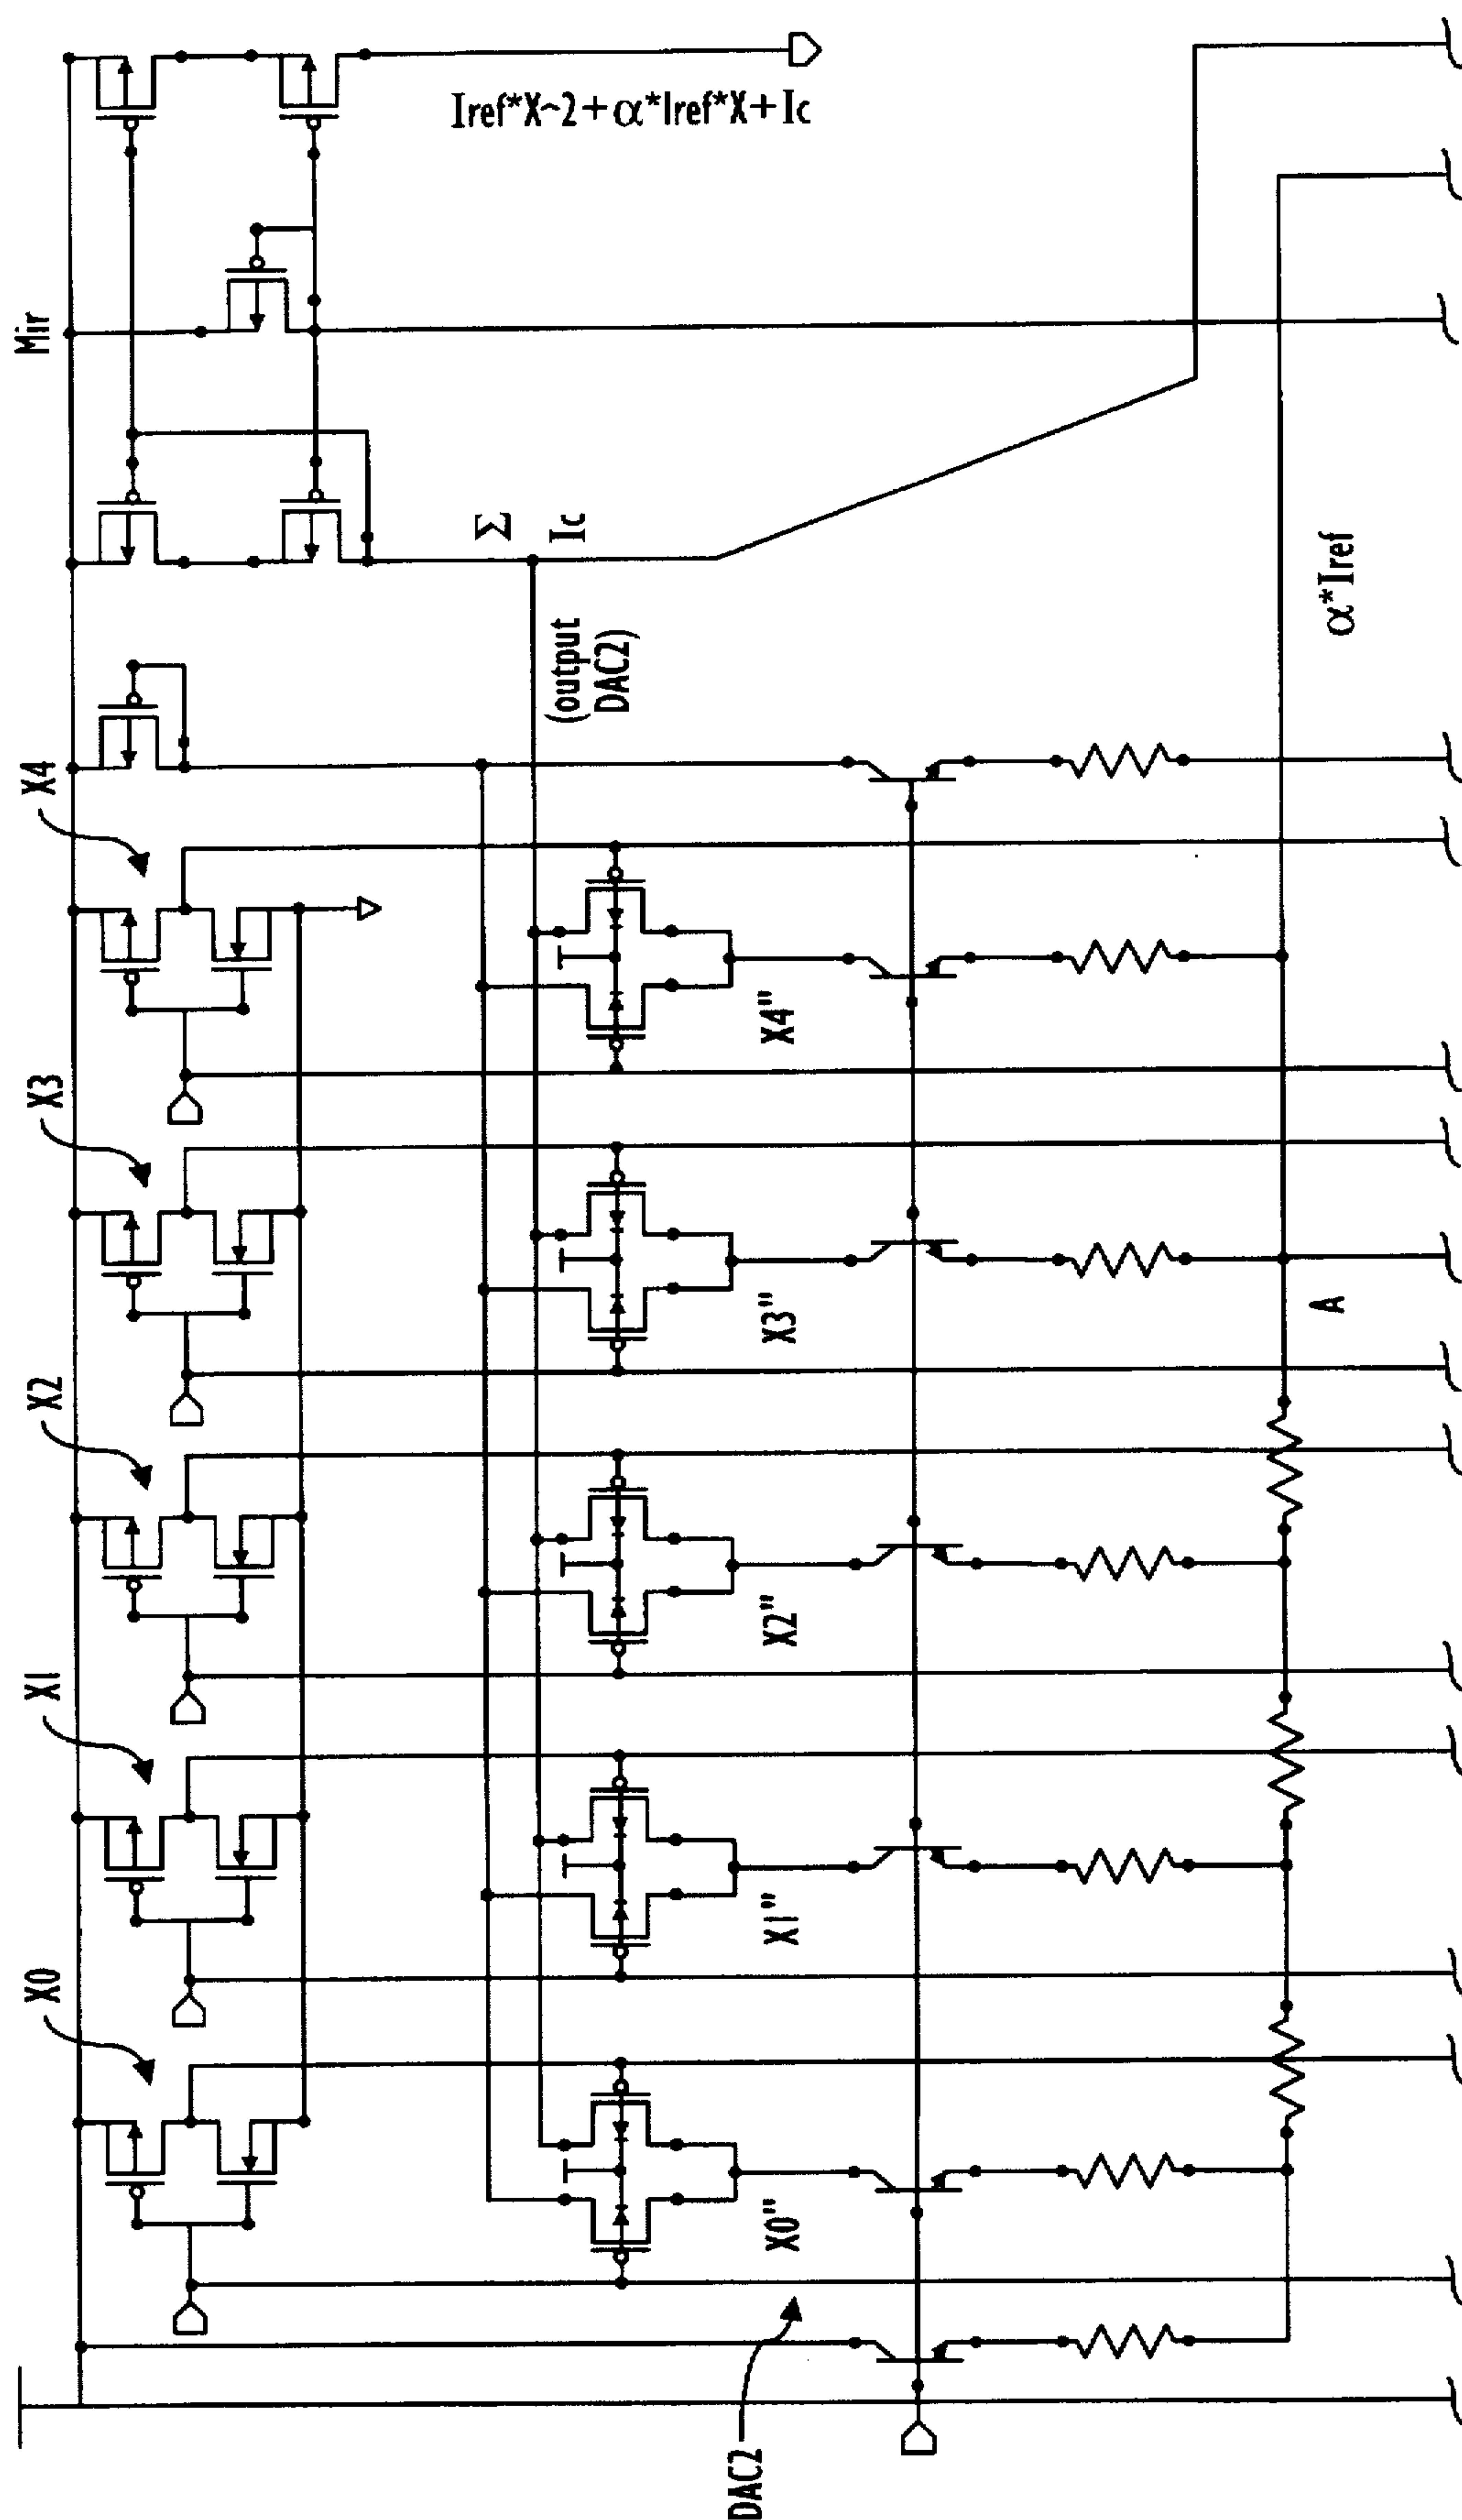 DAC2
X0
X1
X2
X3
X4
Mir
X0"
X1"
X2"
X3"
X4"
(output
DAC2)
Σ
Ic
Iref*X~2+α*Iref*X+Ic
A
α*Iref